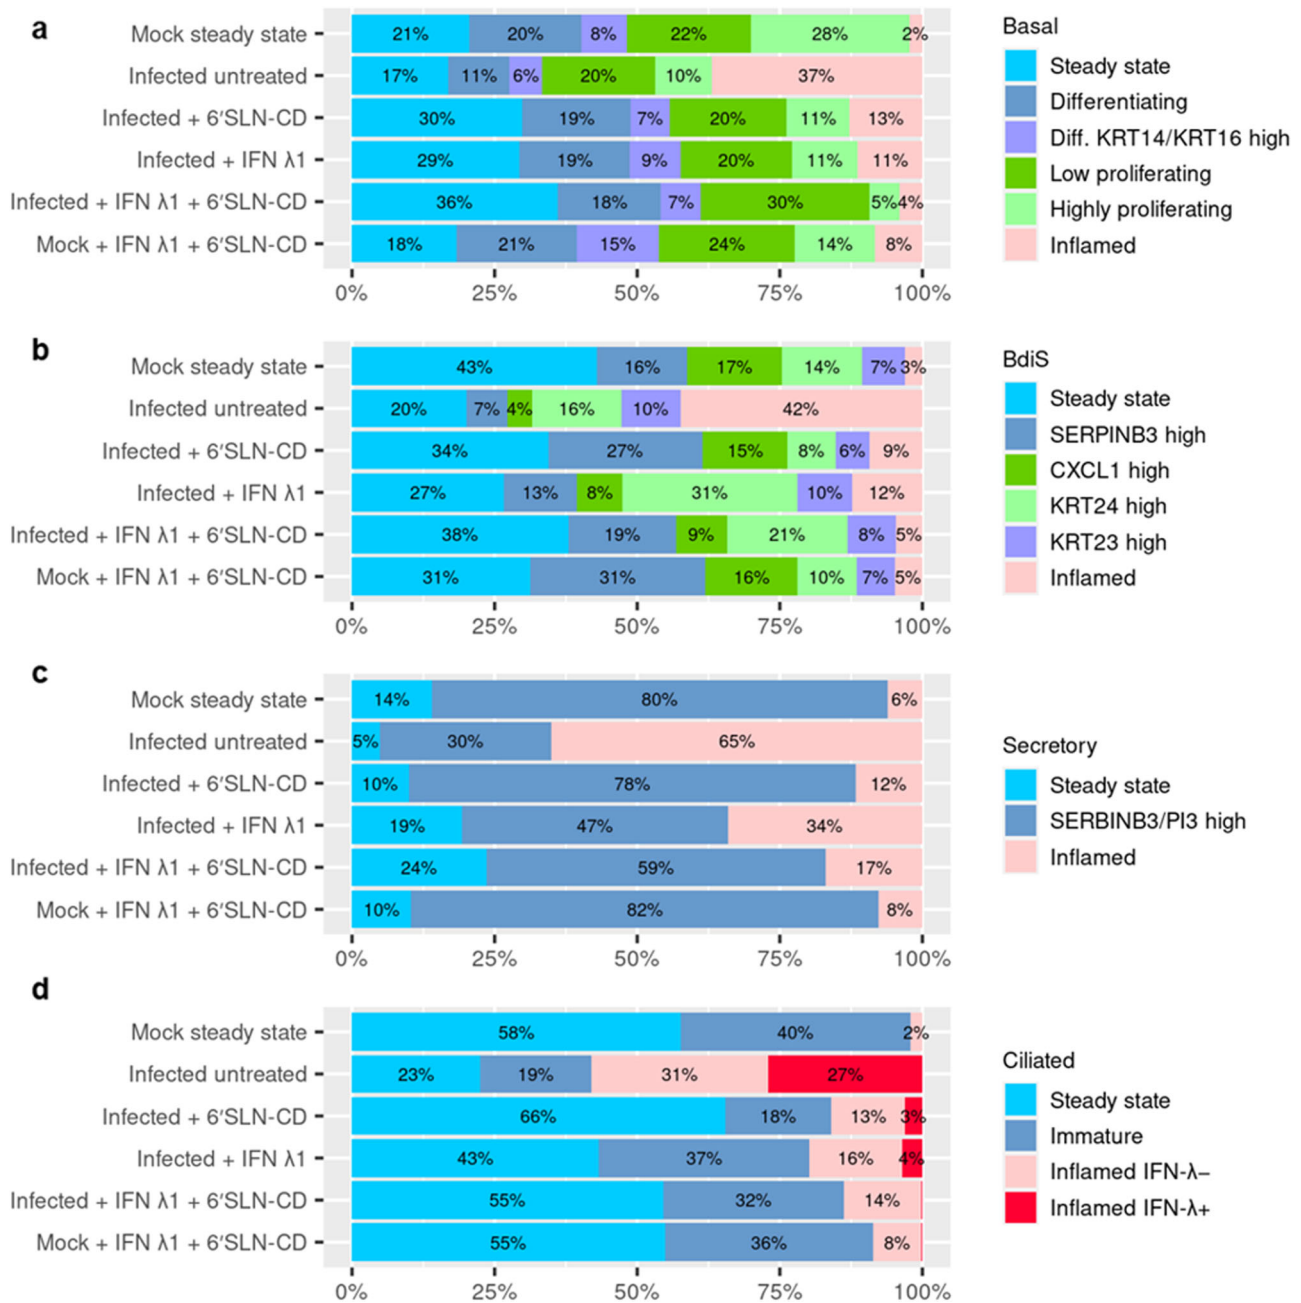 a
Mock steady state 21% 20% 8% 22% 28% 2%
Infected untreated 17% 11% 6% 20% 10% 37%
Infected + 6′SLN-CD 30% 19% 7% 20% 11% 13%
Infected + IFN λ1 29% 19% 9% 20% 11% 11%
Infected + IFN λ1 + 6′SLN-CD 36% 18% 7% 30% 5% 4%
Mock + IFN λ1 + 6′SLN-CD 18% 21% 15% 24% 14% 8%
0% 25% 50% 75% 100%
Basal
Steady state
Differentiating
Diff. KRT14/KRT16 high
Low proliferating
Highly proliferating
Inflamed
b
Mock steady state 43% 16% 17% 14% 7% 3%
Infected untreated 20% 7% 4% 16% 10% 42%
Infected + 6′SLN-CD 34% 27% 15% 8% 6% 9%
Infected + IFN λ1 27% 13% 8% 31% 10% 12%
Infected + IFN λ1 + 6′SLN-CD 38% 19% 9% 21% 8% 5%
Mock + IFN λ1 + 6′SLN-CD 31% 31% 16% 10% 7% 5%
0% 25% 50% 75% 100%
BdiS
Steady state
SERPINB3 high
CXCL1 high
KRT24 high
KRT23 high
Inflamed
c
Mock steady state 14% 80% 6%
Infected untreated 5% 30% 65%
Infected + 6′SLN-CD 10% 78% 12%
Infected + IFN λ1 19% 47% 34%
Infected + IFN λ1 + 6′SLN-CD 24% 59% 17%
Mock + IFN λ1 + 6′SLN-CD 10% 82% 8%
0% 25% 50% 75% 100%
Secretory
Steady state
SERBINB3/PI3 high
Inflamed
d
Mock steady state 58% 40% 2%
Infected untreated 23% 19% 31% 27%
Infected + 6′SLN-CD 66% 18% 13% 3%
Infected + IFN λ1 43% 37% 16% 4%
Infected + IFN λ1 + 6′SLN-CD 55% 32% 14%
Mock + IFN λ1 + 6′SLN-CD 55% 36% 8%
0% 25% 50% 75% 100%
Ciliated
Steady state
Immature
Inflamed IFN-λ−
Inflamed IFN-λ+